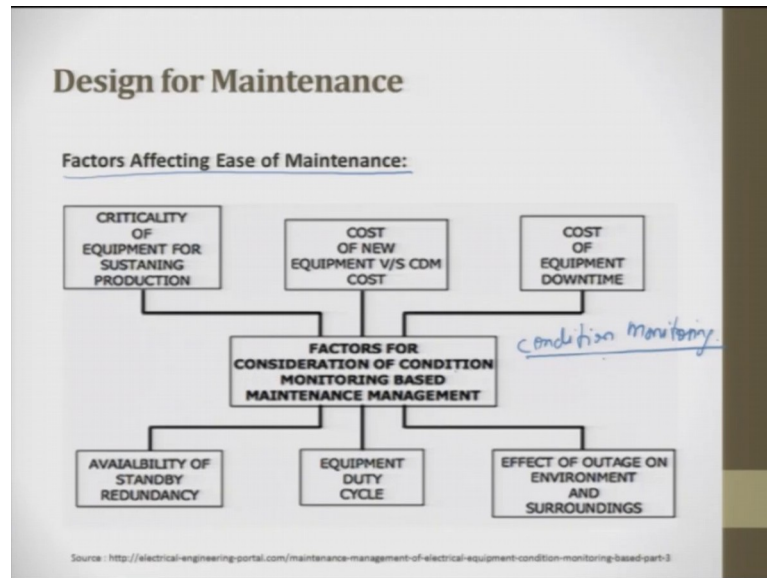 Design for Maintenance
Factors Affecting Ease of Maintenance:
CRITICALITY
OF
EQUIPMENT FOR
SUSTANING
PRODUCTION
COST
OF NEW
EQUIPMENT V/S CDM
COST
COST
OF
EQUIPMENT
DOWNTIME
condition monitoring
FACTORS FOR
CONSIDERATION OF CONDITION
MONITORING BASED
MAINTENANCE MANAGEMENT
AVAIALBILITY OF
STANDBY
REDUNDANCY
EQUIPMENT
DUTY
CYCLE
EFFECT OF OUTAGE ON
ENVIRONMENT
AND
SURROUNDINGS
Source : http://electrical-engineering-portal.com/maintenance-management-of-electrical-equipment-condition-monitoring-based-part-3